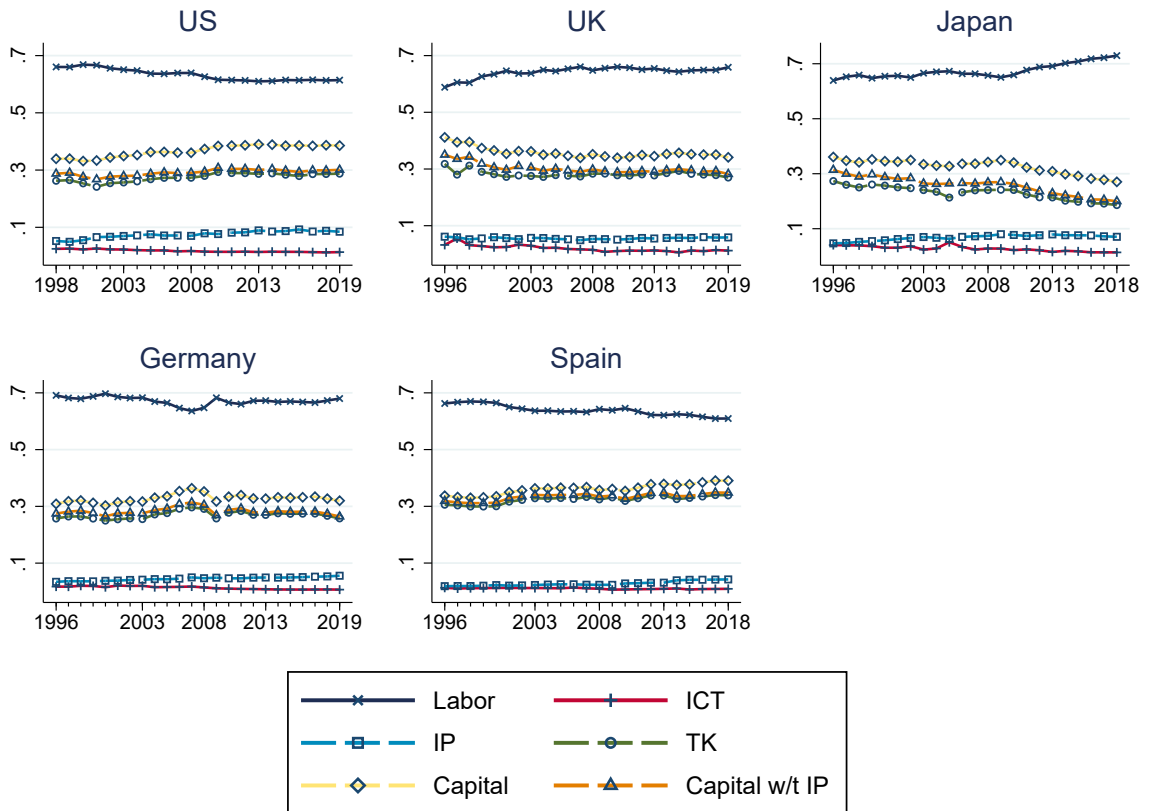 US
.7
.5
.3
.1
1998 2003 2008 2013 2019
UK
.7
.5
.3
.1
1996 2003 2008 2013 2019
Japan
.7
.5
.3
.1
1996 2003 2008 2013 2018
Germany
.7
.5
.3
.1
1996 2003 2008 2013 2019
Spain
.7
.5
.3
.1
1996 2003 2008 2013 2018
Labor ICT
IP TK
Capital Capital w/t IP